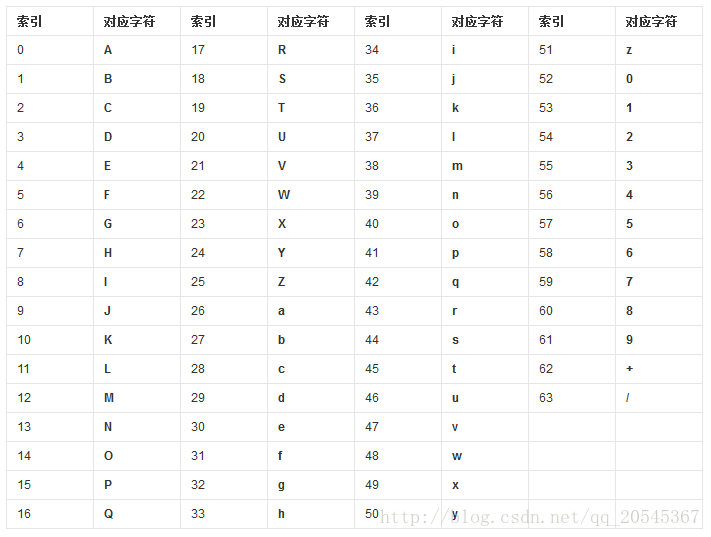 索引 对应字符 索引 对应字符 索引 对应字符 索引 对应字符
0 A 17 R 34 i 51 z
1 B 18 S 35 j 52 0
2 C 19 T 36 k 53 1
3 D 20 U 37 l 54 2
4 E 21 V 38 m 55 3
5 F 22 W 39 n 56 4
6 G 23 X 40 o 57 5
7 H 24 Y 41 p 58 6
8 I 25 Z 42 q 59 7
9 J 26 a 43 r 60 8
10 K 27 b 44 s 61 9
11 L 28 c 45 t 62 +
12 M 29 d 46 u 63 /
13 N 30 e 47 v
14 O 31 f 48 w
15 P 32 g 49 x
16 Q 33 h 50 y
http://blog.csdn.net/qq_20545367